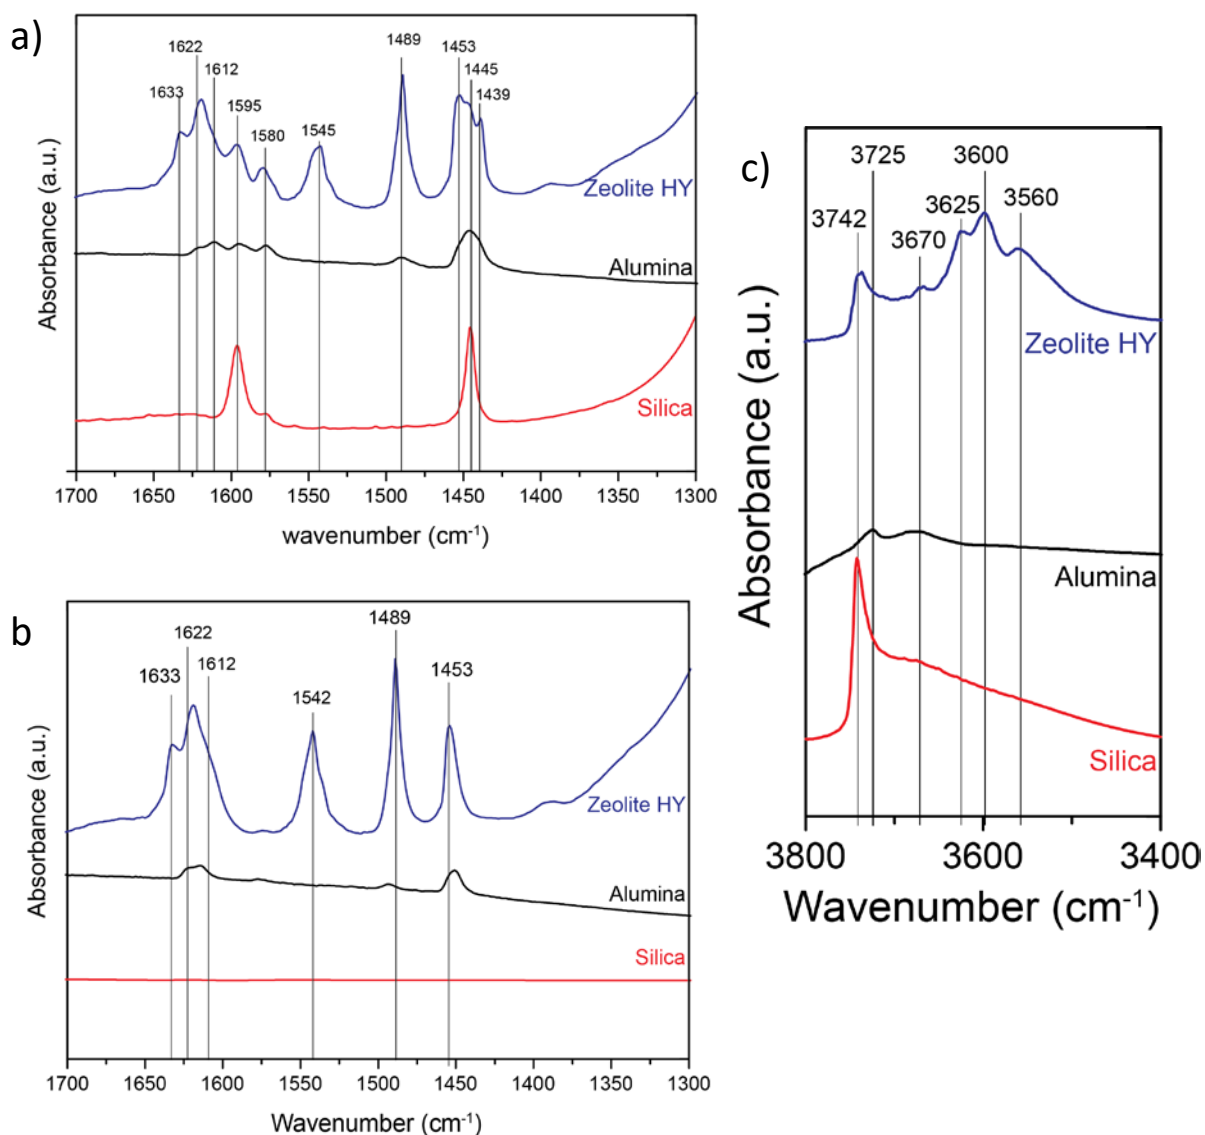 a)
1622
1489
1453
1612
1445
1633
1595
1580
1545
1439
Zeolite HY
Alumina
Silica
Absorbance (a.u.)
1700 1650 1600 1550 1500 1450 1400 1350 1300
wavenumber (cm⁻¹)
b
1622
1489
1633
1612
1542
1453
Zeolite HY
Alumina
Silica
Absorbance (a.u.)
1700 1650 1600 1550 1500 1450 1400 1350 1300
Wavenumber (cm⁻¹)
c)
3725 3600
3742
3670
3625
3560
Zeolite HY
Alumina
Silica
Absorbance (a.u.)
3800 3600 3400
Wavenumber (cm⁻¹)